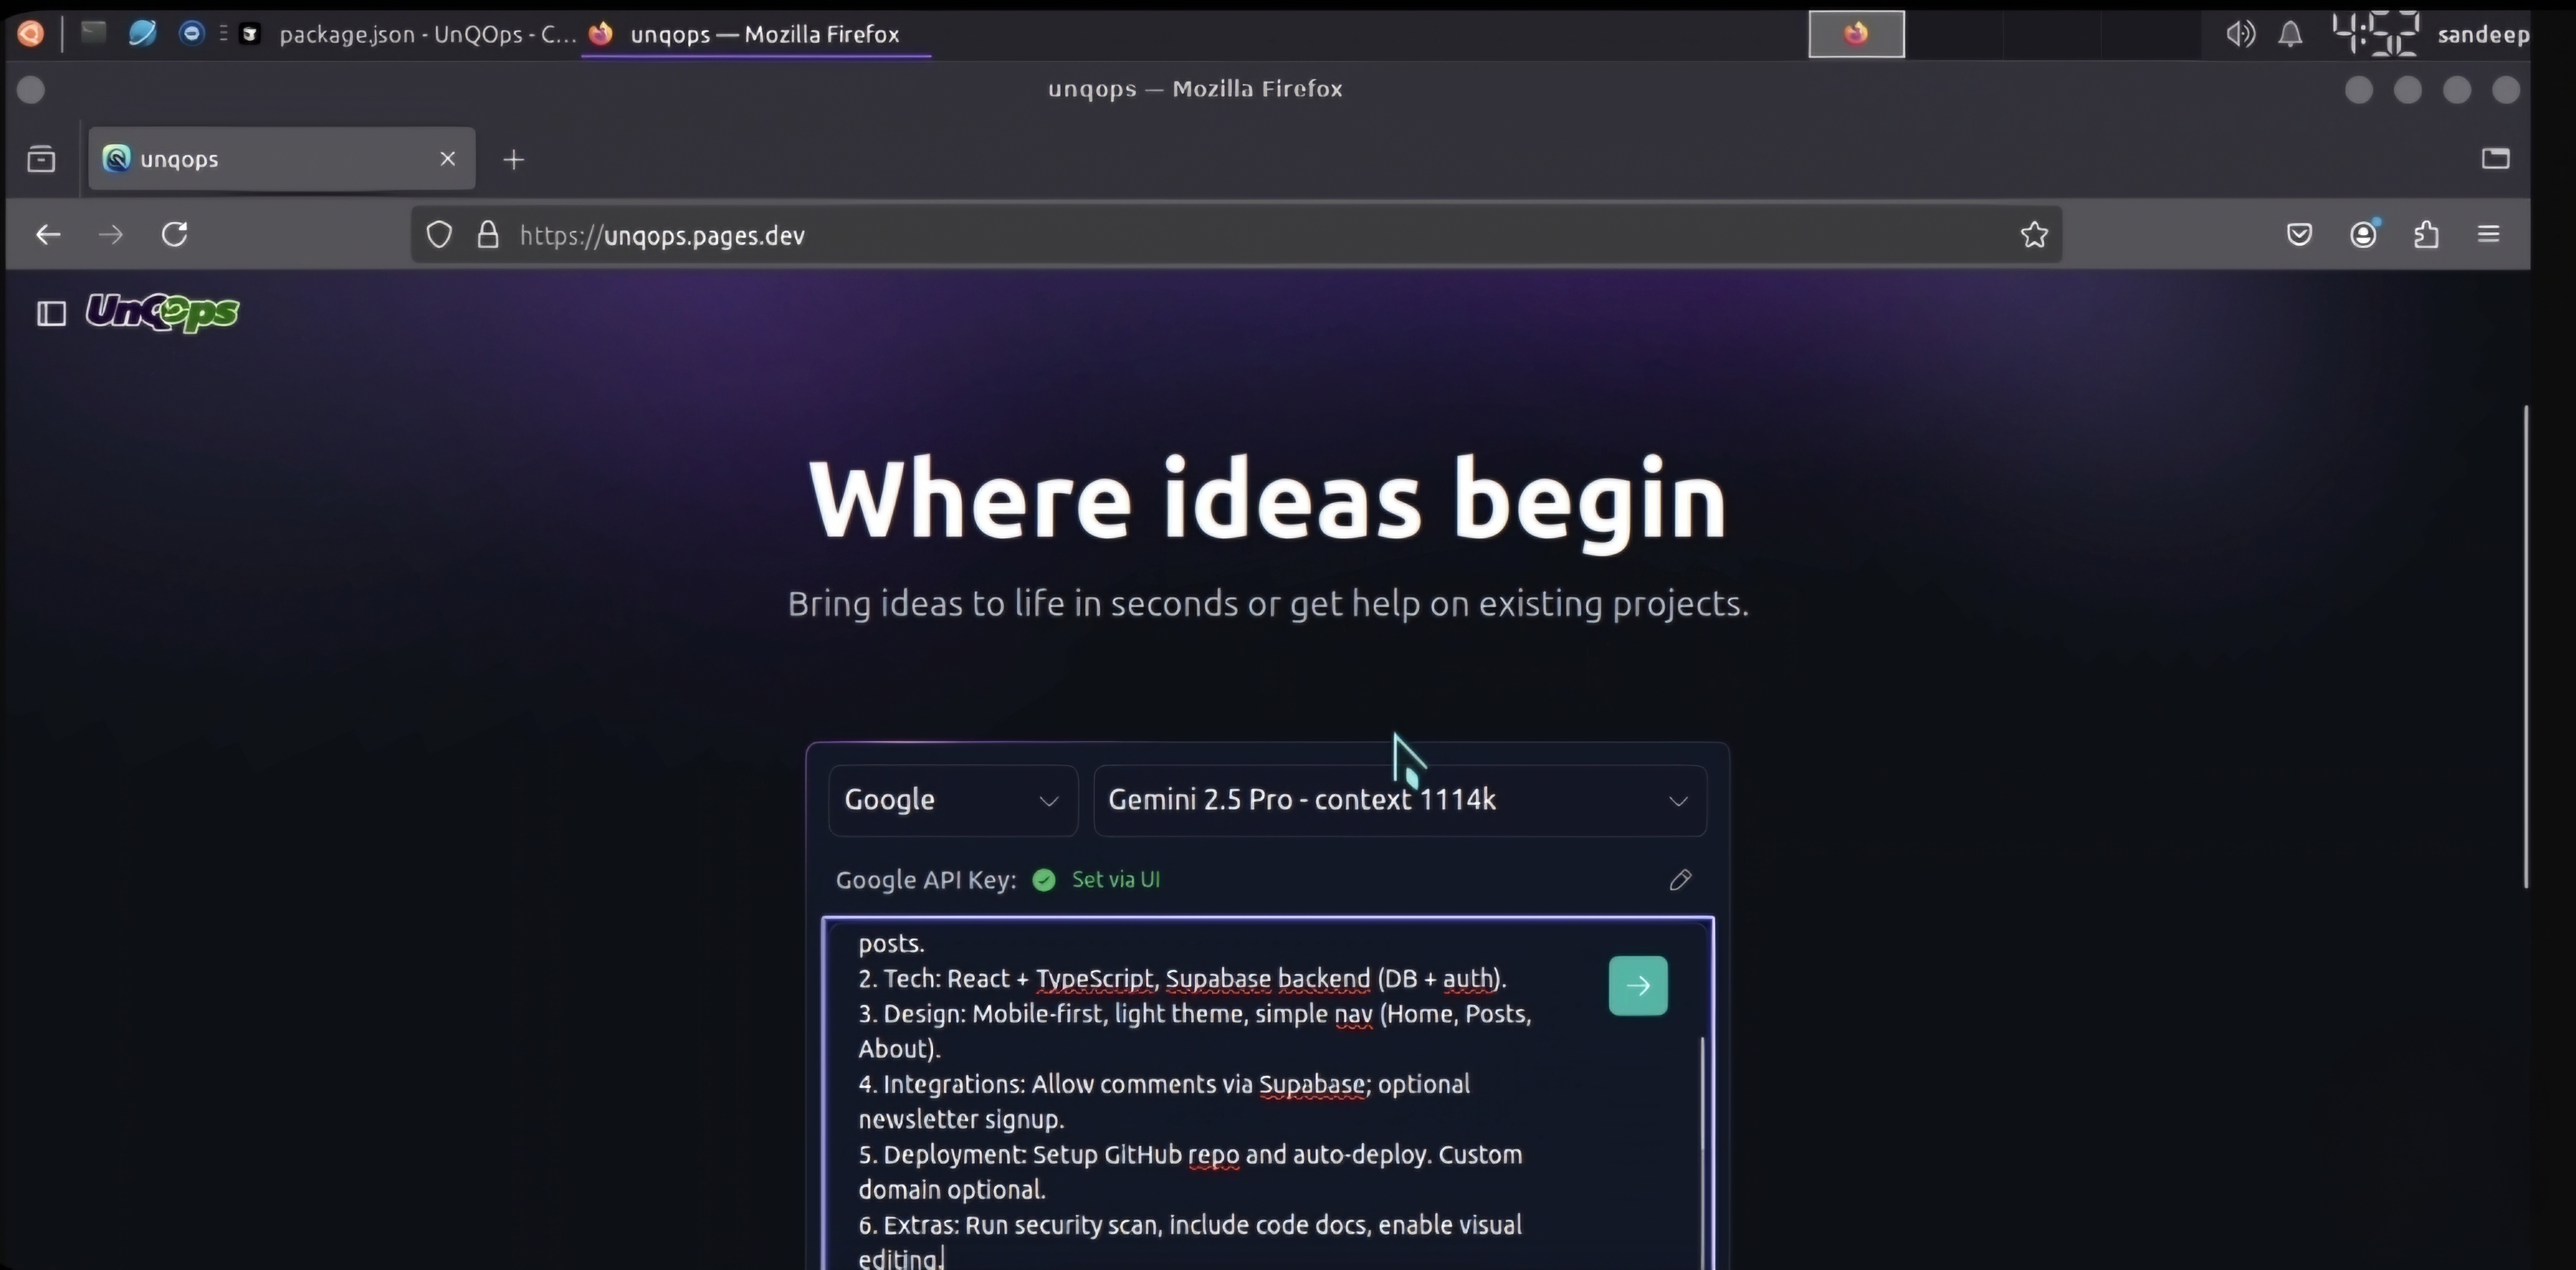 package.json - UnQOps - C...
unqops — Mozilla Firefox
4:52
sandeep
unqops — Mozilla Firefox
unqops
https://unqops.pages.dev
UnQOps
Where ideas begin
Bring ideas to life in seconds or get help on existing projects.
Google
Gemini 2.5 Pro - context 1114k
Google API Key:
Set via UI
posts.
2. Tech: React + TypeScript, Supabase backend (DB + auth).
3. Design: Mobile-first, light theme, simple nav (Home, Posts,
About).
4. Integrations: Allow comments via Supabase; optional
newsletter signup.
5. Deployment: Setup GitHub repo and auto-deploy. Custom
domain optional.
6. Extras: Run security scan, include code docs, enable visual
editing.